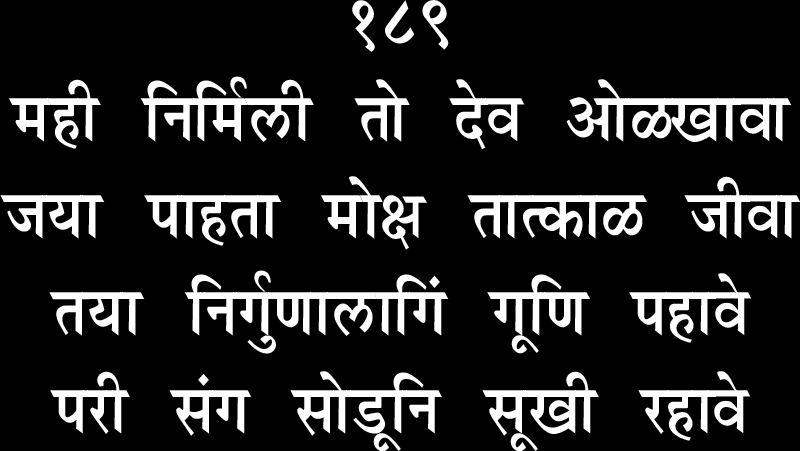 १८९
मही निर्मिली तो देव ओळखावा
जया पाहता मोक्ष तात्काळ जीवा
तया निर्गुणालागिं गूणि पहावे
परी संग सोडूनि सूखी रहावे